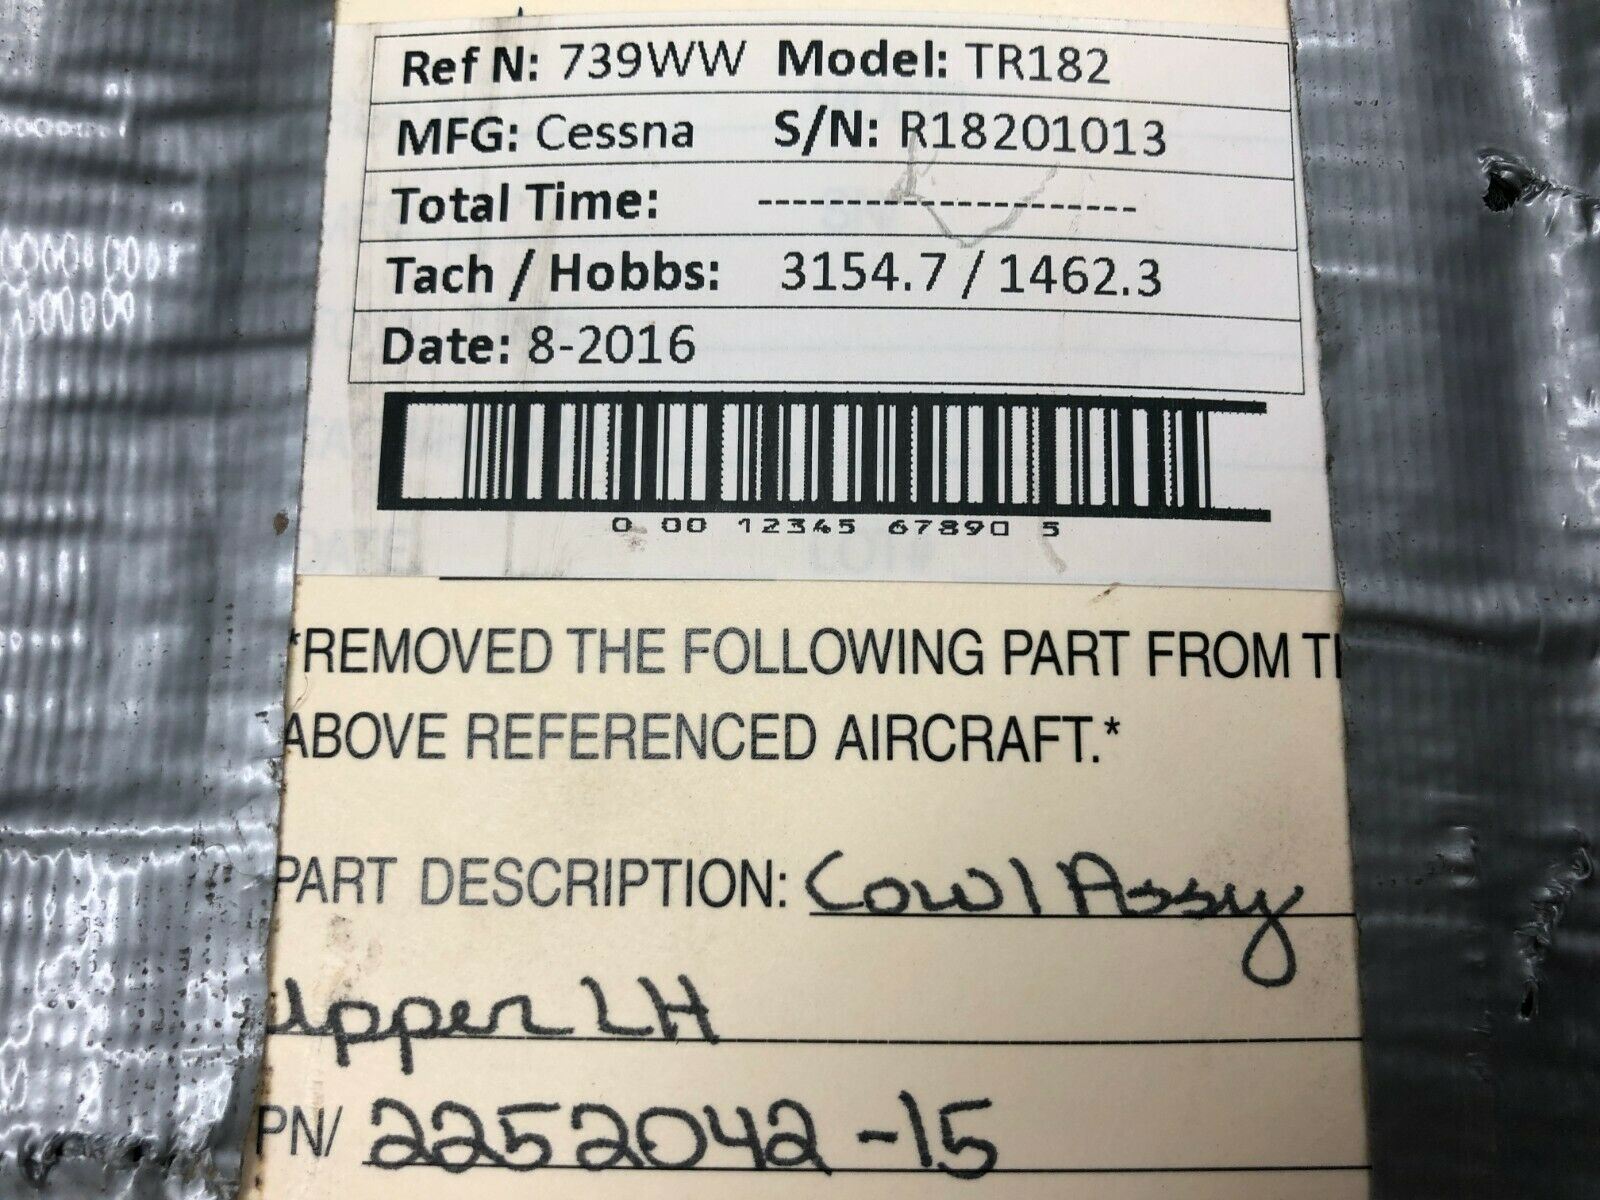 Ref N: 739WW Model: TR182
MFG: Cessna S/N: R18201013
Total Time: ----------------------
Tach / Hobbs: 3154.7 / 1462.3
Date: 8-2016
0 00 12345 67890 5
*REMOVED THE FOLLOWING PART FROM TH
ABOVE REFERENCED AIRCRAFT.*
PART DESCRIPTION: Cowl Assy
Upper LH
PN/ 2252042-15